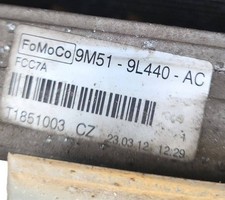 FoMoCo 9M51 - 9L440 - AC
FCC7A
T1851003 CZ 23.03.12 12:29